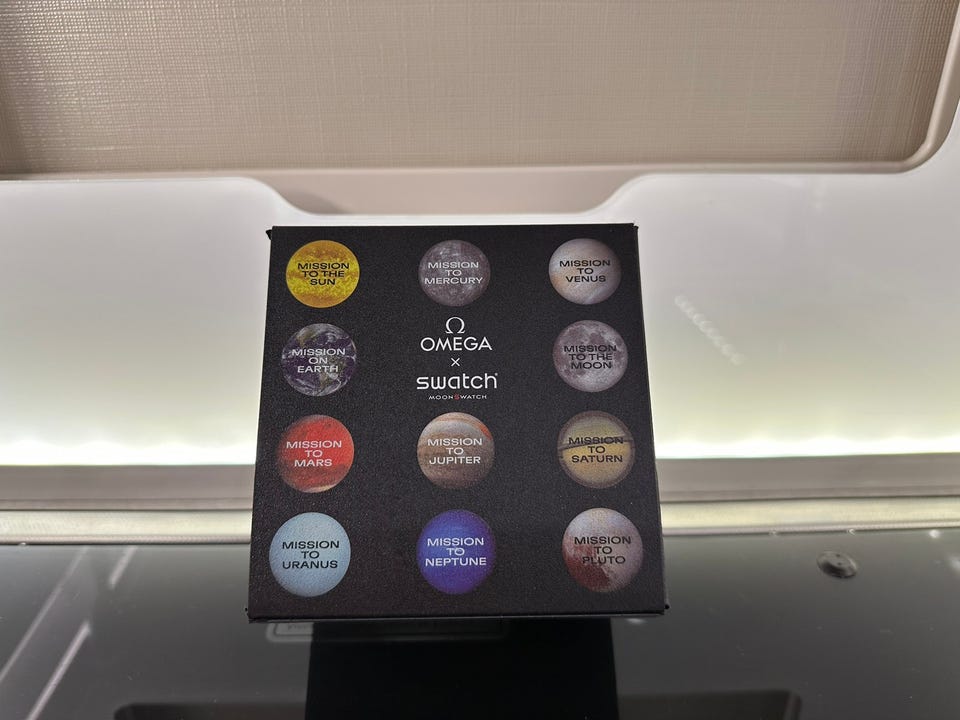 MISSION
TO THE
SUN
MISSION
TO
MERCURY
MISSION
TO
VENUS
Ω
OMEGA
×
swatch®
MOONSWATCH
MISSION
ON
EARTH
MISSION
TO THE
MOON
MISSION
TO
MARS
MISSION
TO
JUPITER
MISSION
TO
SATURN
MISSION
TO
URANUS
MISSION
TO
NEPTUNE
MISSION
TO
PLUTO